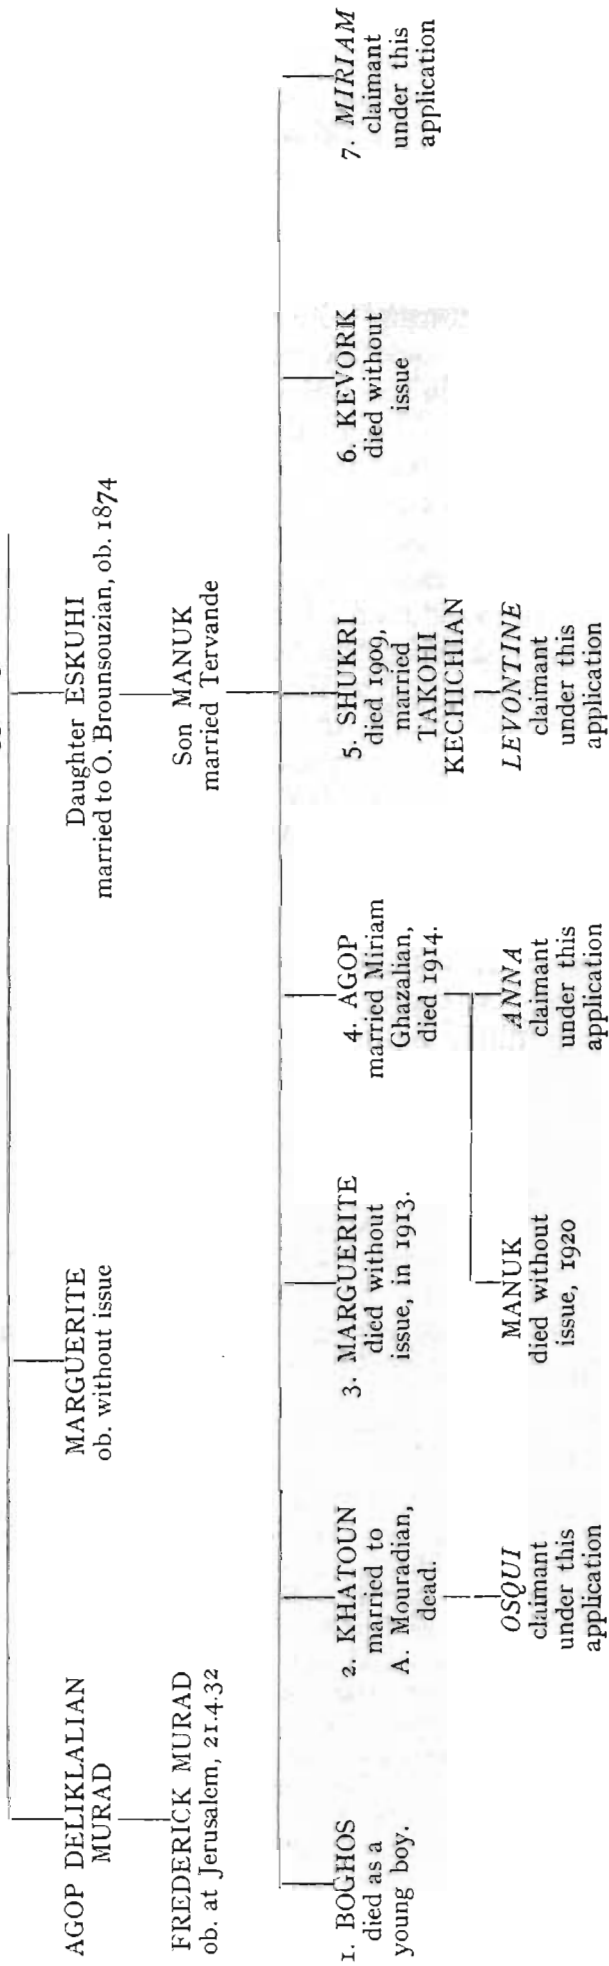 AGOP DELIKLALIAN
MURAD
MARGUERITE
ob. without issue
Daughter ESKUHI
married to O. Brounsouzian, ob. 1874
FREDERICK MURAD
ob. at Jerusalem, 21.4.32
Son MANUK
married Tervande
1. BOGHOS
died as a
young boy.
2. KHATOUN
married to
A. Mouradian,
dead.
3. MARGUERITE
died without
issue, in 1913.
4. AGOP
married Miriam
Ghazalian,
died 1914.
5. SHUKRI
died 1909,
married
TAKOHI
KECHICHIAN
6. KEVORK
died without
issue
7. MIRIAM
claimant
under this
application
OSQUI
claimant
under this
application
MANUK
died without
issue, 1920
ANNA
claimant
under this
application
LEVONTINE
claimant
under this
application